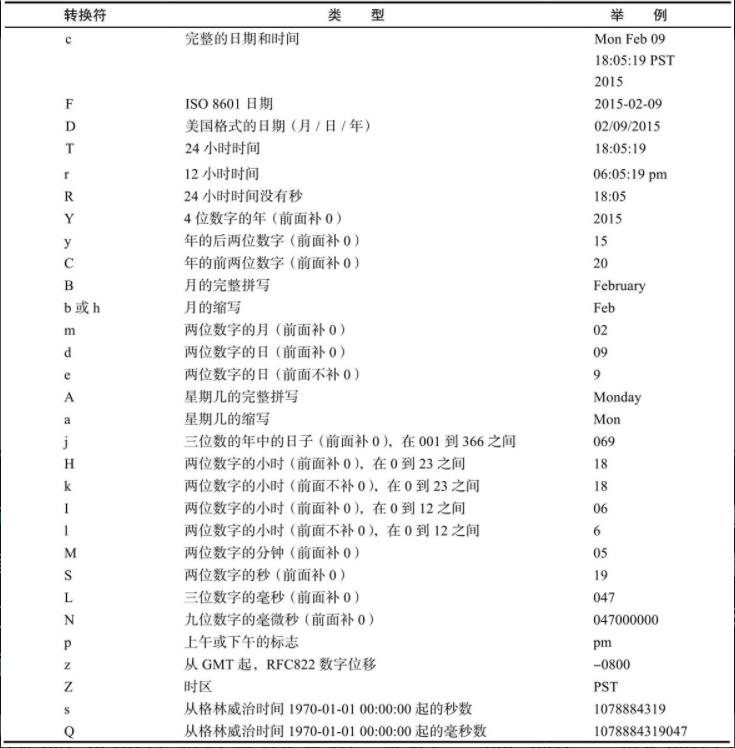 转换符 类 型 举 例
c 完整的日期和时间 Mon Feb 09
18:05:19 PST
2015
F ISO 8601 日期 2015-02-09
D 美国格式的日期（月/日/年） 02/09/2015
T 24 小时时间 18:05:19
r 12 小时时间 06:05:19 pm
R 24 小时时间没有秒 18:05
Y 4 位数字的年（前面补 0） 2015
y 年的后两位数字（前面补 0） 15
C 年的前两位数字（前面补 0） 20
B 月的完整拼写 February
b 或 h 月的缩写 Feb
m 两位数字的月（前面补 0） 02
d 两位数字的日（前面补 0） 09
e 两位数字的日（前面不补 0） 9
A 星期几的完整拼写 Monday
a 星期几的缩写 Mon
j 三位数的年中的日子（前面补 0），在 001 到 366 之间 069
H 两位数字的小时（前面补 0），在 0 到 23 之间 18
k 两位数字的小时（前面不补 0），在 0 到 23 之间 18
I 两位数字的小时（前面补 0），在 0 到 12 之间 06
l 两位数字的小时（前面不补 0），在 0 到 12 之间 6
M 两位数字的分钟（前面补 0） 05
S 两位数字的秒（前面补 0） 19
L 三位数字的毫秒（前面补 0） 047
N 九位数字的毫微秒（前面补 0） 047000000
p 上午或下午的标志 pm
z 从 GMT 起，RFC822 数字位移 -0800
Z 时区 PST
s 从格林威治时间 1970-01-01 00:00:00 起的秒数 1078884319
Q 从格林威治时间 1970-01-01 00:00:00 起的毫秒数 1078884319047